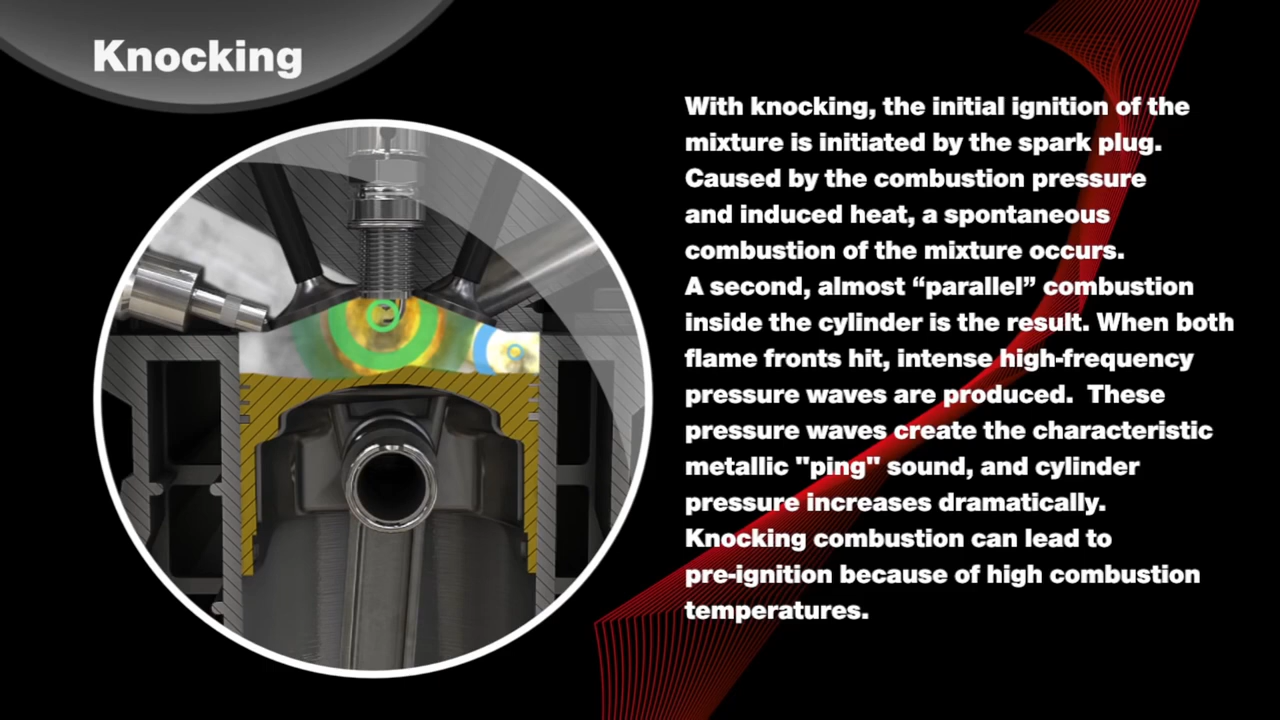 Knocking
With knocking, the initial ignition of the
mixture is initiated by the spark plug.
Caused by the combustion pressure
and induced heat, a spontaneous
combustion of the mixture occurs.
A second, almost “parallel” combustion
inside the cylinder is the result. When both
flame fronts hit, intense high-frequency
pressure waves are produced.  These
pressure waves create the characteristic
metallic "ping" sound, and cylinder
pressure increases dramatically.
Knocking combustion can lead to
pre-ignition because of high combustion
temperatures.